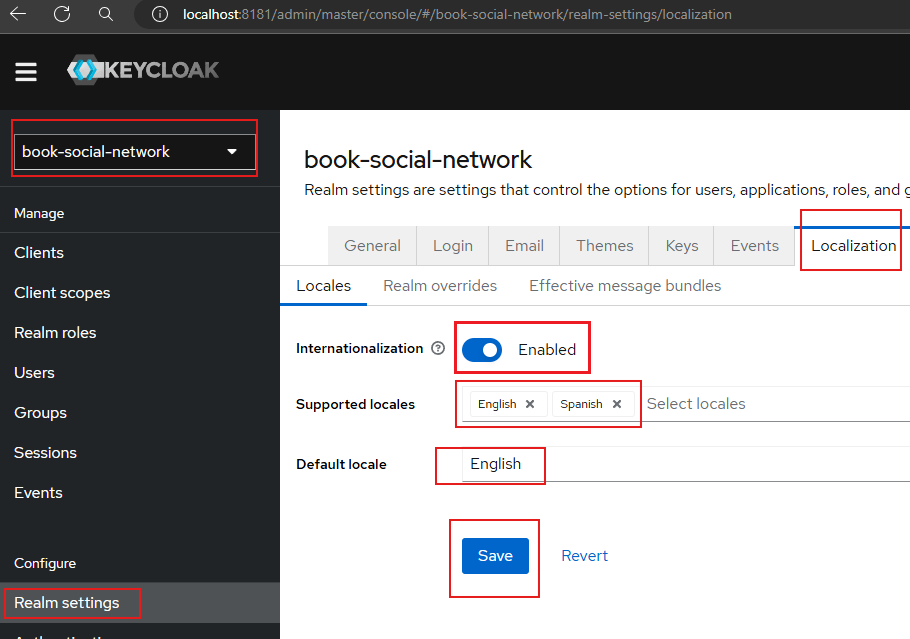 localhost:8181/admin/master/console/#/book-social-network/realm-settings/localization
KEYCLOAK
book-social-network
Manage
Clients
Client scopes
Realm roles
Users
Groups
Sessions
Events
Configure
Realm settings
book-social-network
Realm settings are settings that control the options for users, applications, roles, and
General Login Email Themes Keys Events Localization
Locales Realm overrides Effective message bundles
Internationalization ? Enabled
Supported locales English Spanish Select locales
Default locale English
Save Revert